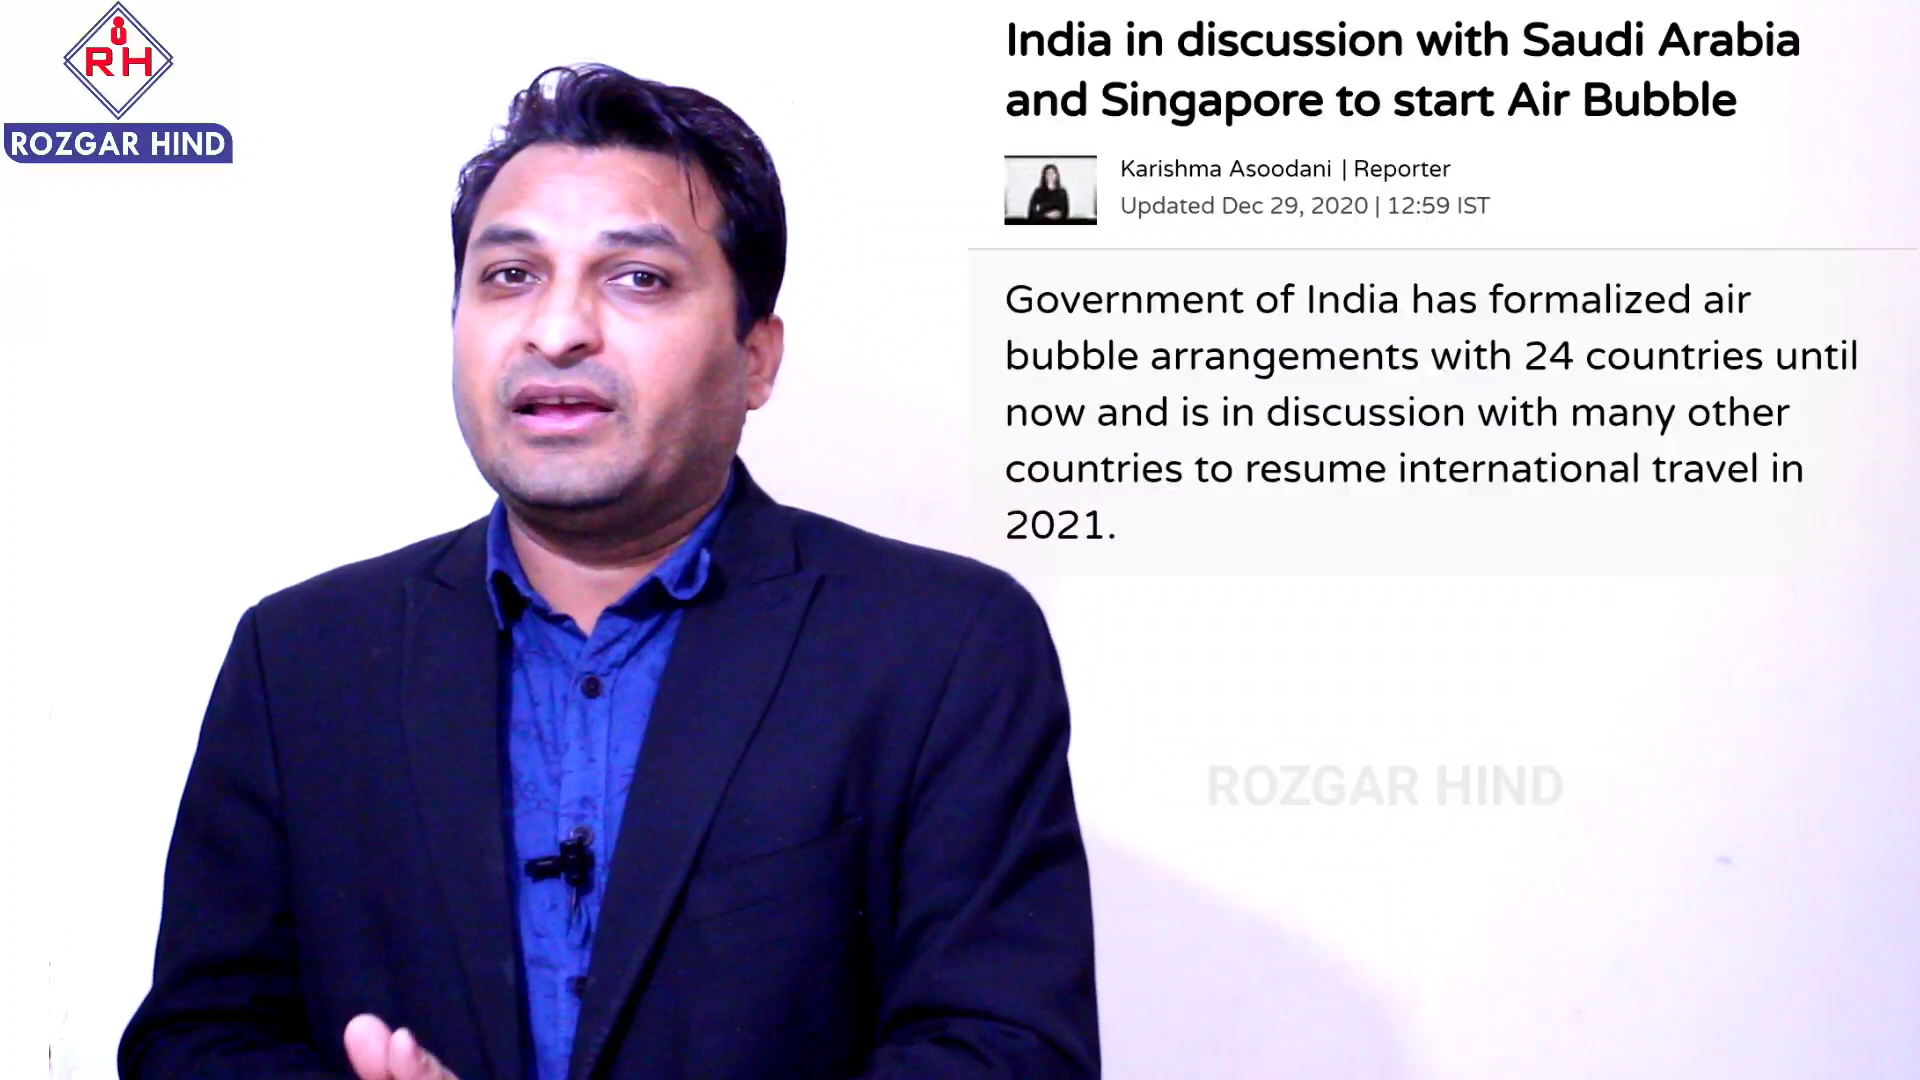 RH
ROZGAR HIND
India in discussion with Saudi Arabia
and Singapore to start Air Bubble
Karishma Asoodani | Reporter
Updated Dec 29, 2020 | 12:59 IST
Government of India has formalized air
bubble arrangements with 24 countries until
now and is in discussion with many other
countries to resume international travel in
2021.
ROZGAR HIND